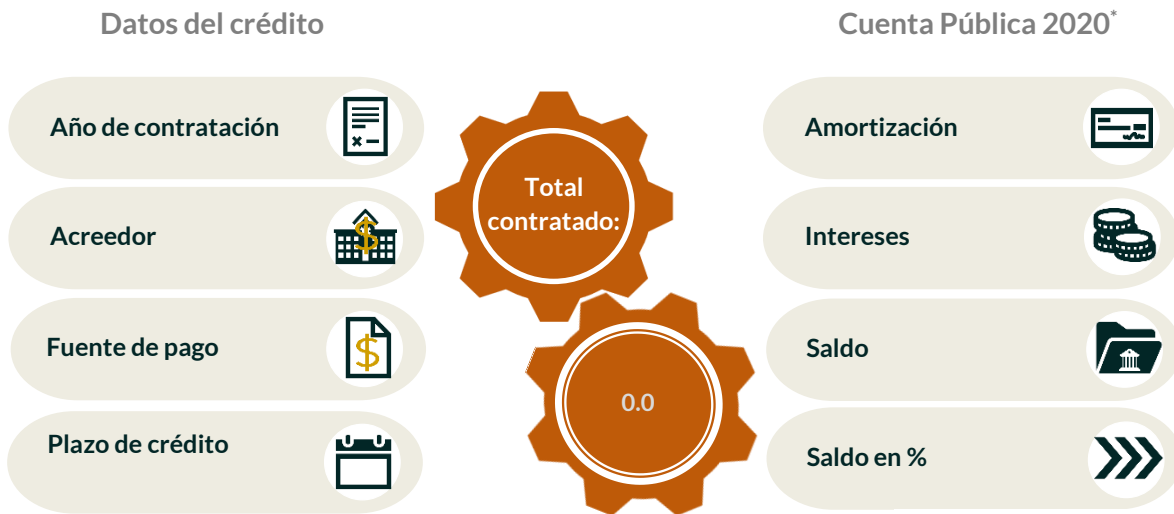 Datos del crédito
Cuenta Pública 2020*
Año de contratación
Acreedor
Fuente de pago
Plazo de crédito
Total
contratado:
0.0
Amortización
Intereses
Saldo
Saldo en %